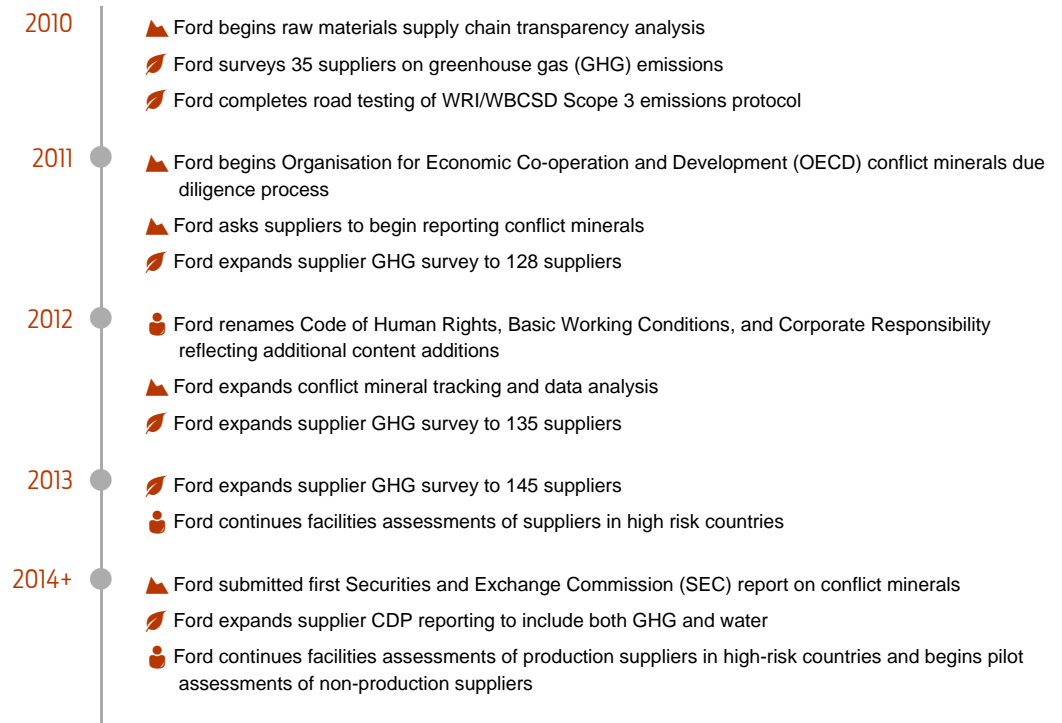 2010
Ford begins raw materials supply chain transparency analysis
Ford surveys 35 suppliers on greenhouse gas (GHG) emissions
Ford completes road testing of WRI/WBCSD Scope 3 emissions protocol
2011
Ford begins Organisation for Economic Co-operation and Development (OECD) conflict minerals due
diligence process
Ford asks suppliers to begin reporting conflict minerals
Ford expands supplier GHG survey to 128 suppliers
2012
Ford renames Code of Human Rights, Basic Working Conditions, and Corporate Responsibility
reflecting additional content additions
Ford expands conflict mineral tracking and data analysis
Ford expands supplier GHG survey to 135 suppliers
2013
Ford expands supplier GHG survey to 145 suppliers
Ford continues facilities assessments of suppliers in high risk countries
2014+
Ford submitted first Securities and Exchange Commission (SEC) report on conflict minerals
Ford expands supplier CDP reporting to include both GHG and water
Ford continues facilities assessments of production suppliers in high-risk countries and begins pilot
assessments of non-production suppliers